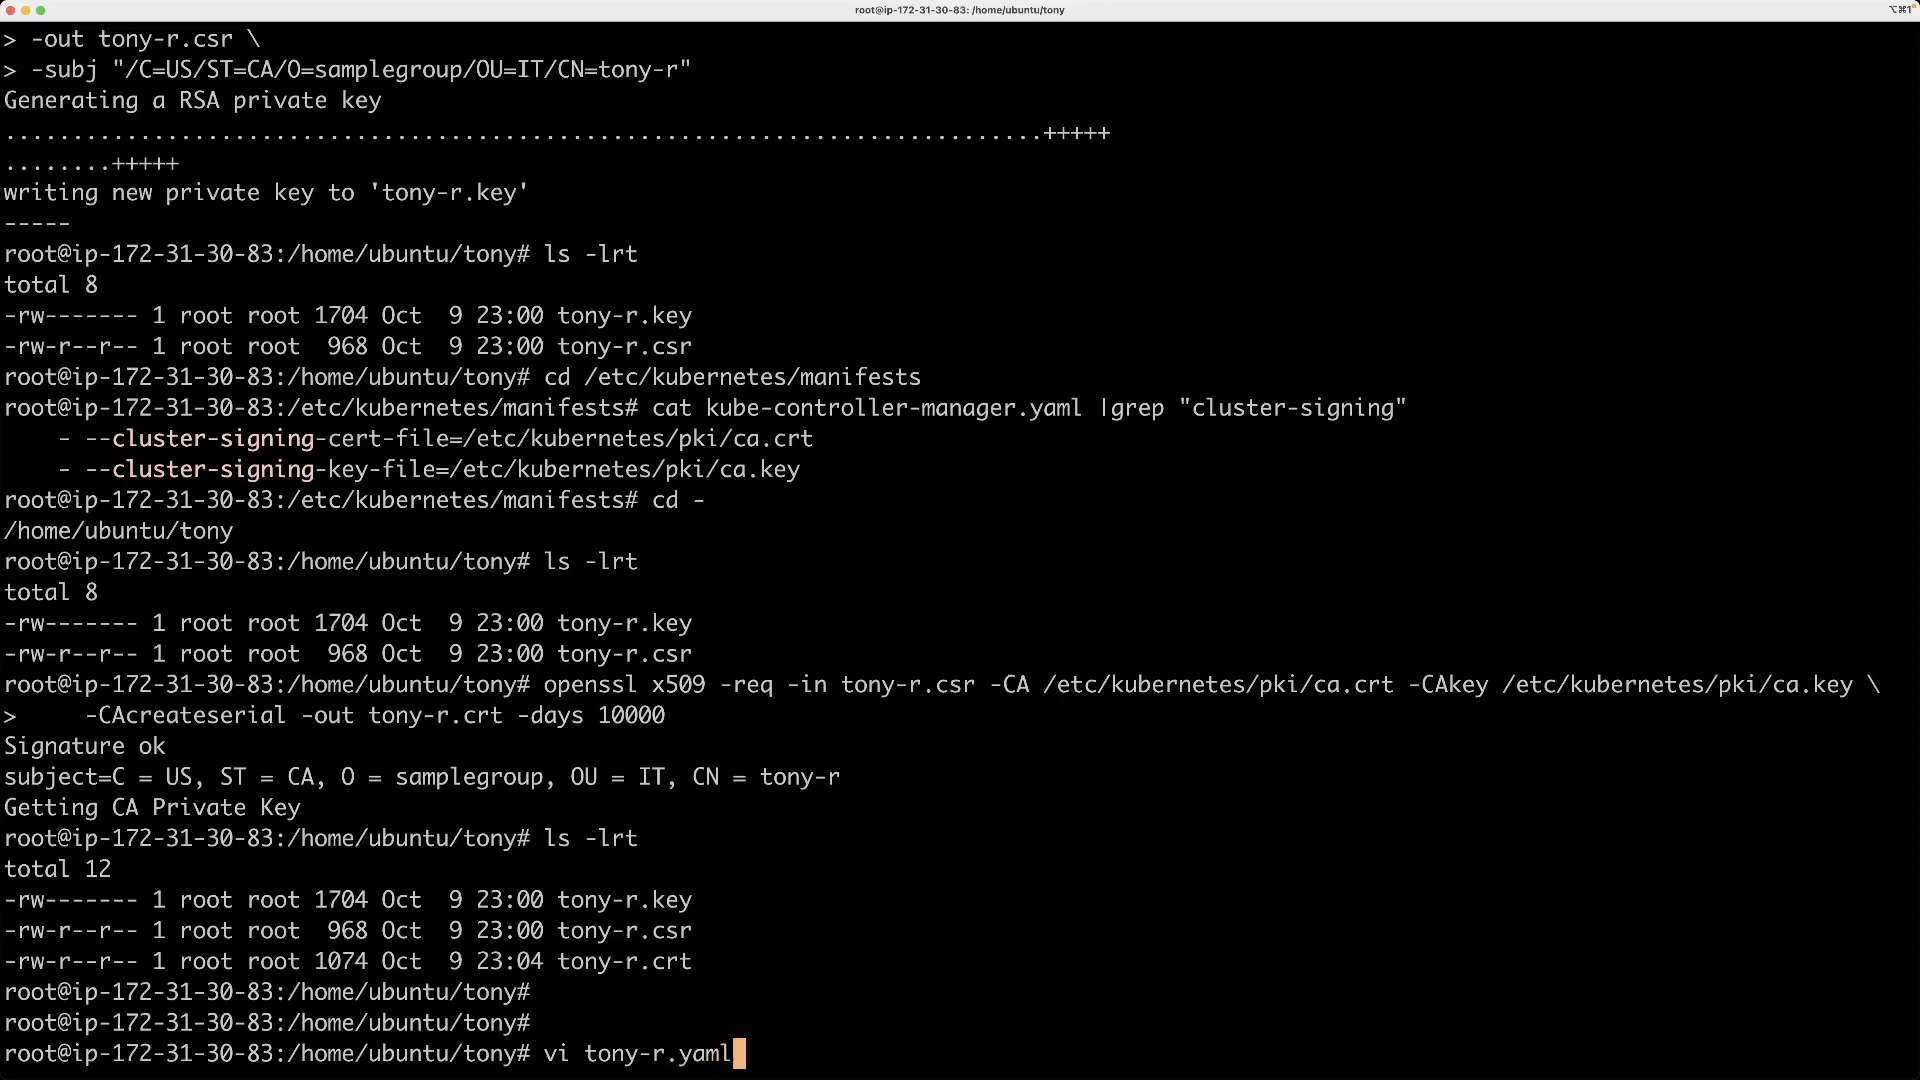 root@ip-172-31-30-83: /home/ubuntu/tony
⌥⌘1
> -out tony-r.csr \
> -subj "/C=US/ST=CA/O=samplegroup/OU=IT/CN=tony-r"
Generating a RSA private key
.............................................................................+++++
........+++++
writing new private key to 'tony-r.key'
-----
root@ip-172-31-30-83:/home/ubuntu/tony# ls -lrt
total 8
-rw------- 1 root root 1704 Oct  9 23:00 tony-r.key
-rw-r--r-- 1 root root  968 Oct  9 23:00 tony-r.csr
root@ip-172-31-30-83:/home/ubuntu/tony# cd /etc/kubernetes/manifests
root@ip-172-31-30-83:/etc/kubernetes/manifests# cat kube-controller-manager.yaml |grep "cluster-signing"
    - --cluster-signing-cert-file=/etc/kubernetes/pki/ca.crt
    - --cluster-signing-key-file=/etc/kubernetes/pki/ca.key
root@ip-172-31-30-83:/etc/kubernetes/manifests# cd -
/home/ubuntu/tony
root@ip-172-31-30-83:/home/ubuntu/tony# ls -lrt
total 8
-rw------- 1 root root 1704 Oct  9 23:00 tony-r.key
-rw-r--r-- 1 root root  968 Oct  9 23:00 tony-r.csr
root@ip-172-31-30-83:/home/ubuntu/tony# openssl x509 -req -in tony-r.csr -CA /etc/kubernetes/pki/ca.crt -CAkey /etc/kubernetes/pki/ca.key \
>     -CAcreateserial -out tony-r.crt -days 10000
Signature ok
subject=C = US, ST = CA, O = samplegroup, OU = IT, CN = tony-r
Getting CA Private Key
root@ip-172-31-30-83:/home/ubuntu/tony# ls -lrt
total 12
-rw------- 1 root root 1704 Oct  9 23:00 tony-r.key
-rw-r--r-- 1 root root  968 Oct  9 23:00 tony-r.csr
-rw-r--r-- 1 root root 1074 Oct  9 23:04 tony-r.crt
root@ip-172-31-30-83:/home/ubuntu/tony#
root@ip-172-31-30-83:/home/ubuntu/tony#
root@ip-172-31-30-83:/home/ubuntu/tony# vi tony-r.yaml